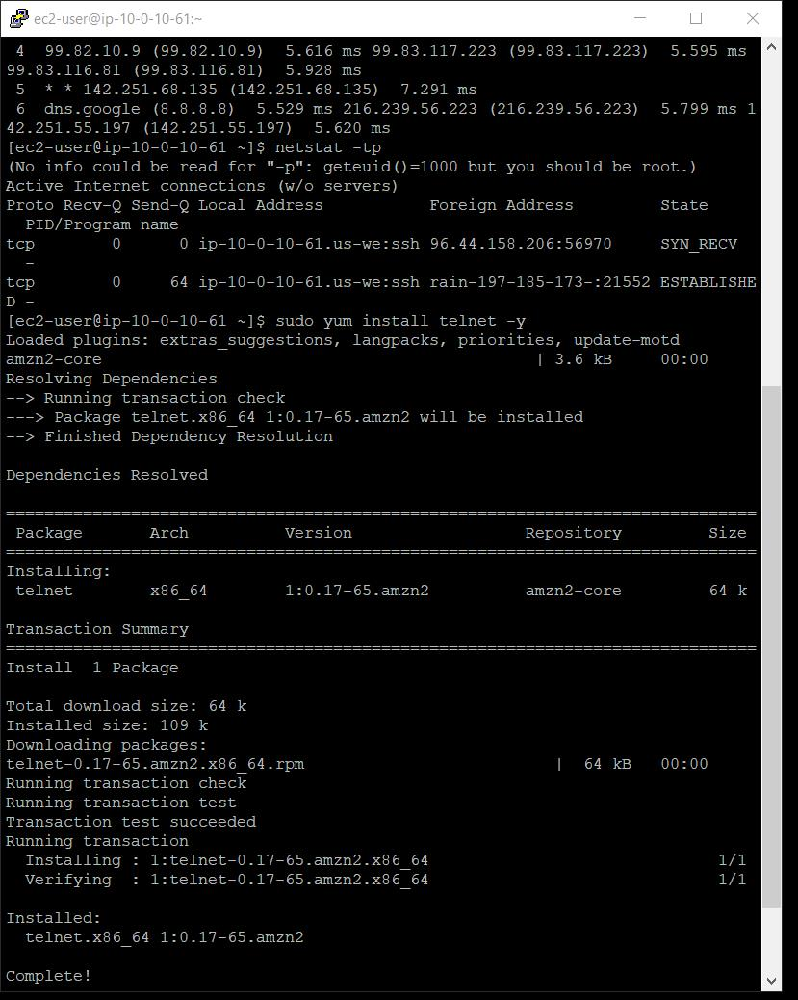 ec2-user@ip-10-0-10-61:~
 4  99.82.10.9 (99.82.10.9)  5.616 ms 99.83.117.223 (99.83.117.223)  5.595 ms
99.83.116.81 (99.83.116.81)  5.928 ms
 5  * * 142.251.68.135 (142.251.68.135)  7.291 ms
 6  dns.google (8.8.8.8)  5.529 ms 216.239.56.223 (216.239.56.223)  5.799 ms 1
42.251.55.197 (142.251.55.197)  5.620 ms
[ec2-user@ip-10-0-10-61 ~]$ netstat -tp
(No info could be read for "-p": geteuid()=1000 but you should be root.)
Active Internet connections (w/o servers)
Proto Recv-Q Send-Q Local Address           Foreign Address         State
  PID/Program name
tcp        0      0 ip-10-0-10-61.us-we:ssh 96.44.158.206:56970     SYN_RECV
  -
tcp        0     64 ip-10-0-10-61.us-we:ssh rain-197-185-173-:21552 ESTABLISHE
D -
[ec2-user@ip-10-0-10-61 ~]$ sudo yum install telnet -y
Loaded plugins: extras_suggestions, langpacks, priorities, update-motd
amzn2-core                                             | 3.6 kB     00:00
Resolving Dependencies
--> Running transaction check
---> Package telnet.x86_64 1:0.17-65.amzn2 will be installed
--> Finished Dependency Resolution

Dependencies Resolved

==============================================================================
 Package       Arch          Version                  Repository         Size
==============================================================================
Installing:
 telnet        x86_64        1:0.17-65.amzn2          amzn2-core         64 k

Transaction Summary
==============================================================================
Install  1 Package

Total download size: 64 k
Installed size: 109 k
Downloading packages:
telnet-0.17-65.amzn2.x86_64.rpm                          |  64 kB   00:00
Running transaction check
Running transaction test
Transaction test succeeded
Running transaction
  Installing : 1:telnet-0.17-65.amzn2.x86_64                              1/1
  Verifying  : 1:telnet-0.17-65.amzn2.x86_64                              1/1

Installed:
  telnet.x86_64 1:0.17-65.amzn2

Complete!